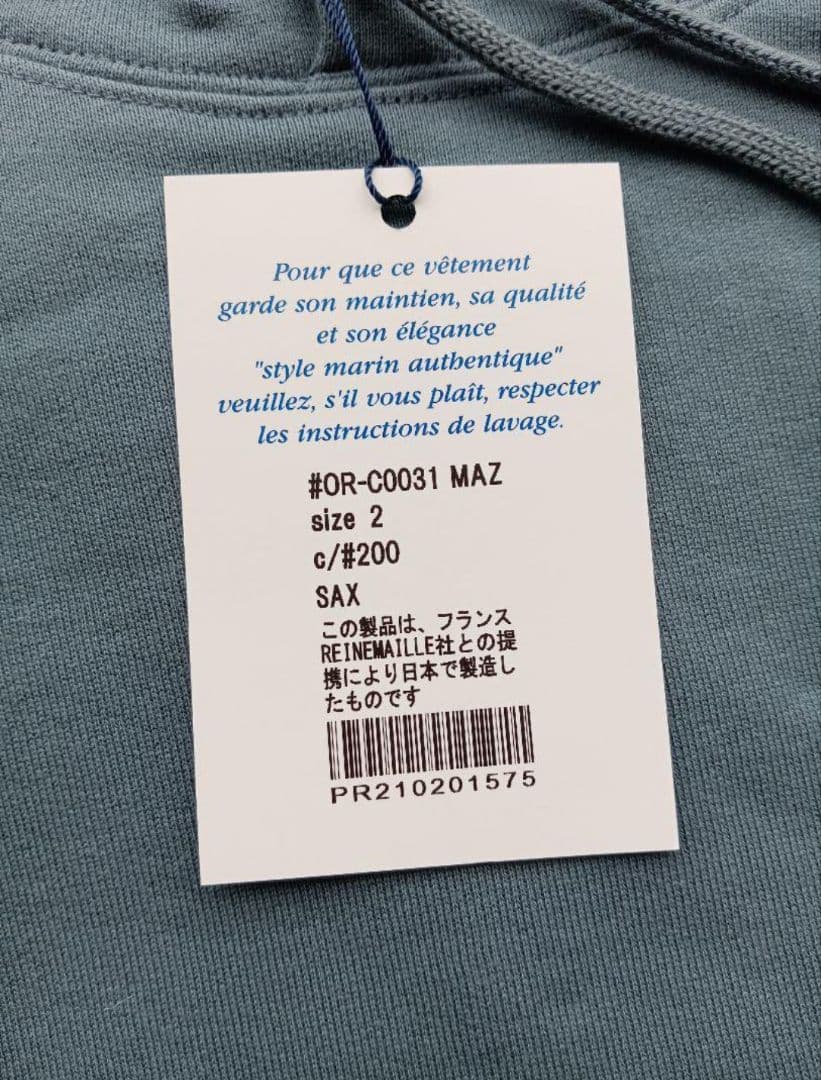 Pour que ce vêtement
garde son maintien, sa qualité
et son élégance
"style marin authentique"
veuillez, s'il vous plaît, respecter
les instructions de lavage.
#OR-C0031 MAZ
size 2
c/#200
SAX
この製品は、フランス
REINEMAILLE社との提
携により日本で製造し
たものです
PR210201575